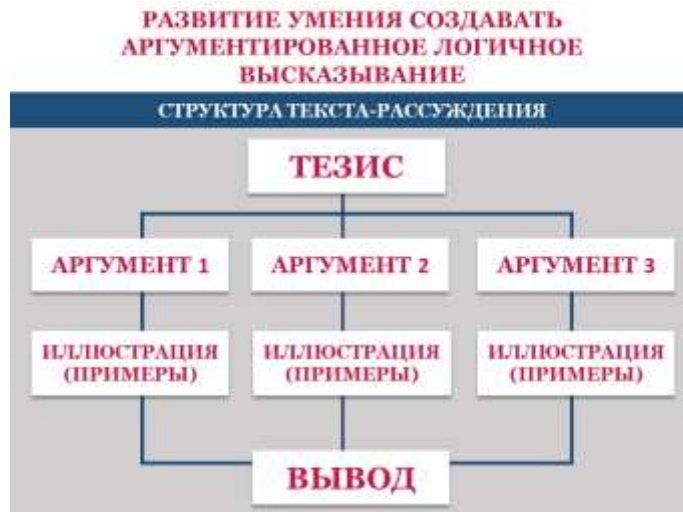 РАЗВИТИЕ УМЕНИЯ СОЗДАВАТЬ
АРГУМЕНТИРОВАННОЕ ЛОГИЧНОЕ
ВЫСКАЗЫВАНИЕ
СТРУКТУРА ТЕКСТА-РАССУЖДЕНИЯ
ТЕЗИС
АРГУМЕНТ 1
АРГУМЕНТ 2
АРГУМЕНТ 3
ИЛЛЮСТРАЦИЯ
(ПРИМЕРЫ)
ИЛЛЮСТРАЦИЯ
(ПРИМЕРЫ)
ИЛЛЮСТРАЦИЯ
(ПРИМЕРЫ)
ВЫВОД